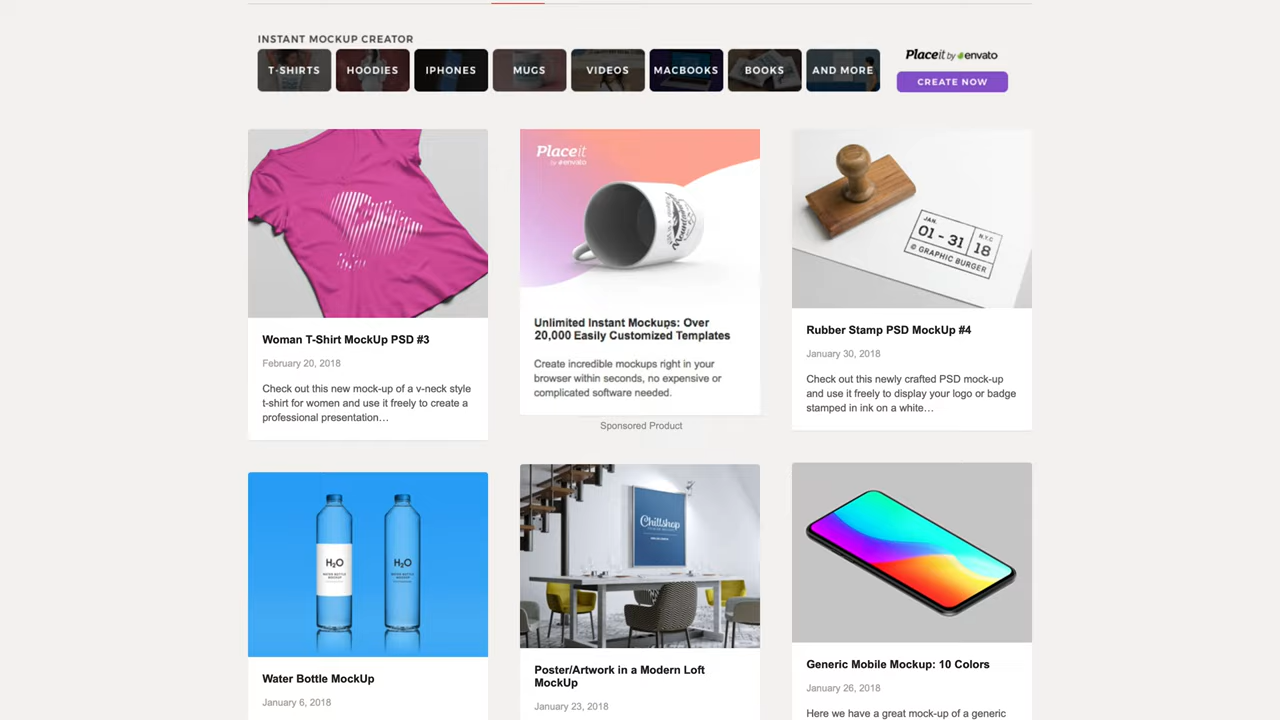 INSTANT MOCKUP CREATOR
T-SHIRTS
HOODIES
IPHONES
MUGS
VIDEOS
MACBOOKS
BOOKS
AND MORE
Placeit by envato
CREATE NOW
Woman T-Shirt MockUp PSD #3
February 20, 2018
Check out this new mock-up of a v-neck style
t-shirt for women and use it freely to create a
professional presentation…
Placeit
by envato
Unlimited Instant Mockups: Over
20,000 Easily Customized Templates
Create incredible mockups right in your
browser within seconds, no expensive or
complicated software needed.
Sponsored Product
JAN.
01 - 31
N.Y.C
18
© GRAPHIC BURGER
Rubber Stamp PSD MockUp #4
January 30, 2018
Check out this newly crafted PSD mock-up
and use it freely to display your logo or badge
stamped in ink on a white…
H₂O
WATER BOTTLE
MOCKUP
H₂O
WATER BOTTLE
MOCKUP
Water Bottle MockUp
January 6, 2018
Chillshop
Poster/Artwork in a Modern Loft
MockUp
January 23, 2018
Generic Mobile Mockup: 10 Colors
January 26, 2018
Here we have a great mock-up of a generic